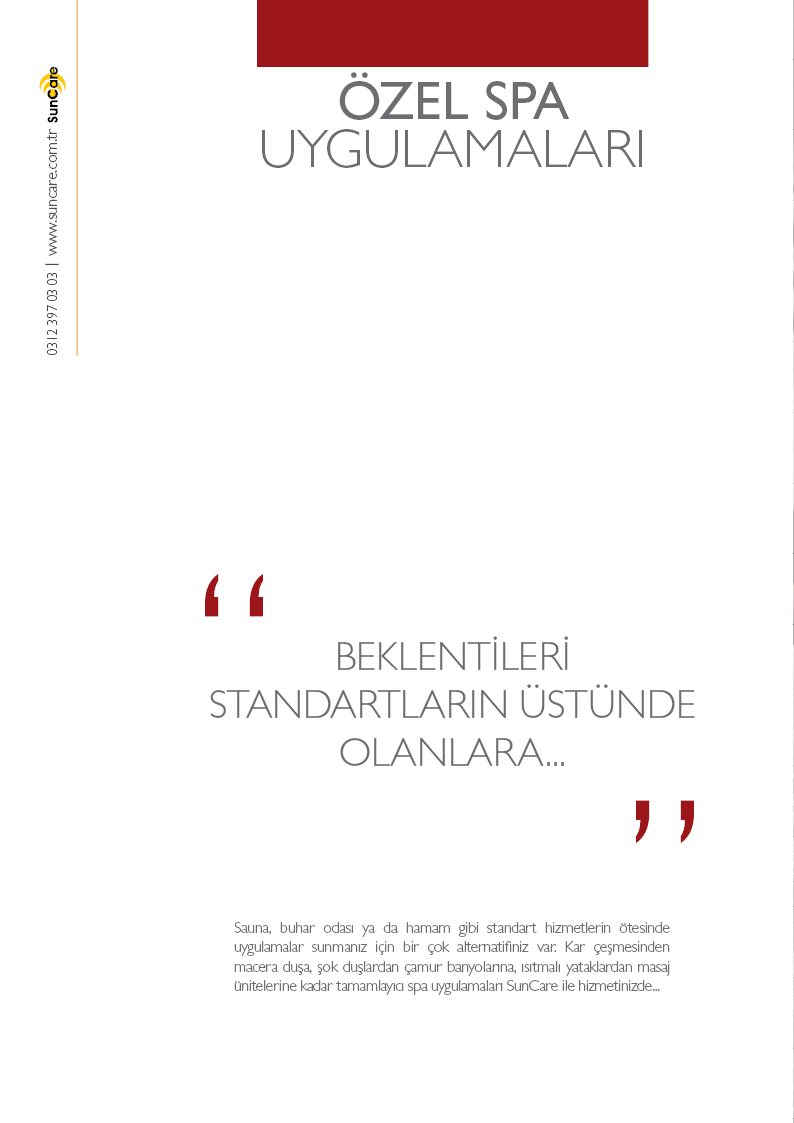 ÖZEL SPA
UYGULAMALARI
0312 397 03 03 | www.suncare.com.tr SunCare
“
BEKLENTİLERİ
STANDARTLARIN ÜSTÜNDE
OLANLARA...
”
Sauna, buhar odası ya da hamam gibi standart hizmetlerin ötesinde
uygulamalar sunmanız için bir çok alternatifiniz var. Kar çeşmesinden
macera duşa, şok duşlardan çamur banyolarına, ısıtmalı yataklardan masaj
ünitelerine kadar tamamlayıcı spa uygulamaları SunCare ile hizmetinizde...